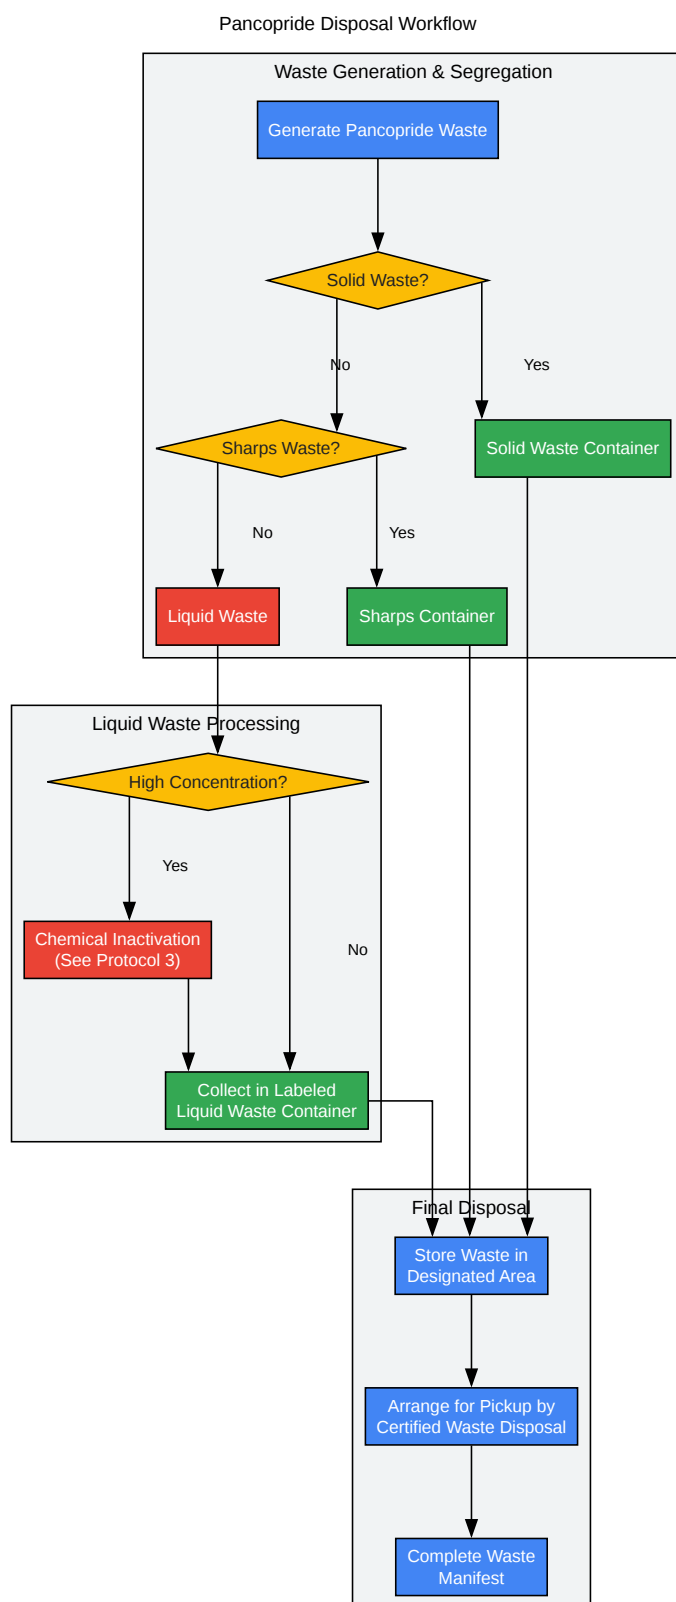 Pancopride Disposal Workflow
Waste Generation & Segregation
Generate Pancopride Waste
Solid Waste?
No
Yes
Sharps Waste?
Solid Waste Container
No
Yes
Liquid Waste
Sharps Container
Liquid Waste Processing
High Concentration?
Yes
Chemical Inactivation
(See Protocol 3)
No
Collect in Labeled
Liquid Waste Container
Final Disposal
Store Waste in
Designated Area
Arrange for Pickup by
Certified Waste Disposal
Complete Waste
Manifest